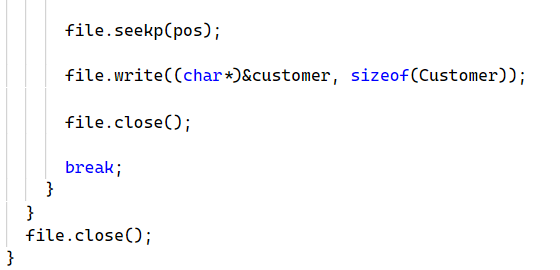 file.seekp(pos);
file.write((char*)&customer, sizeof(Customer));
file.close();
break;
}
}
file.close();
}